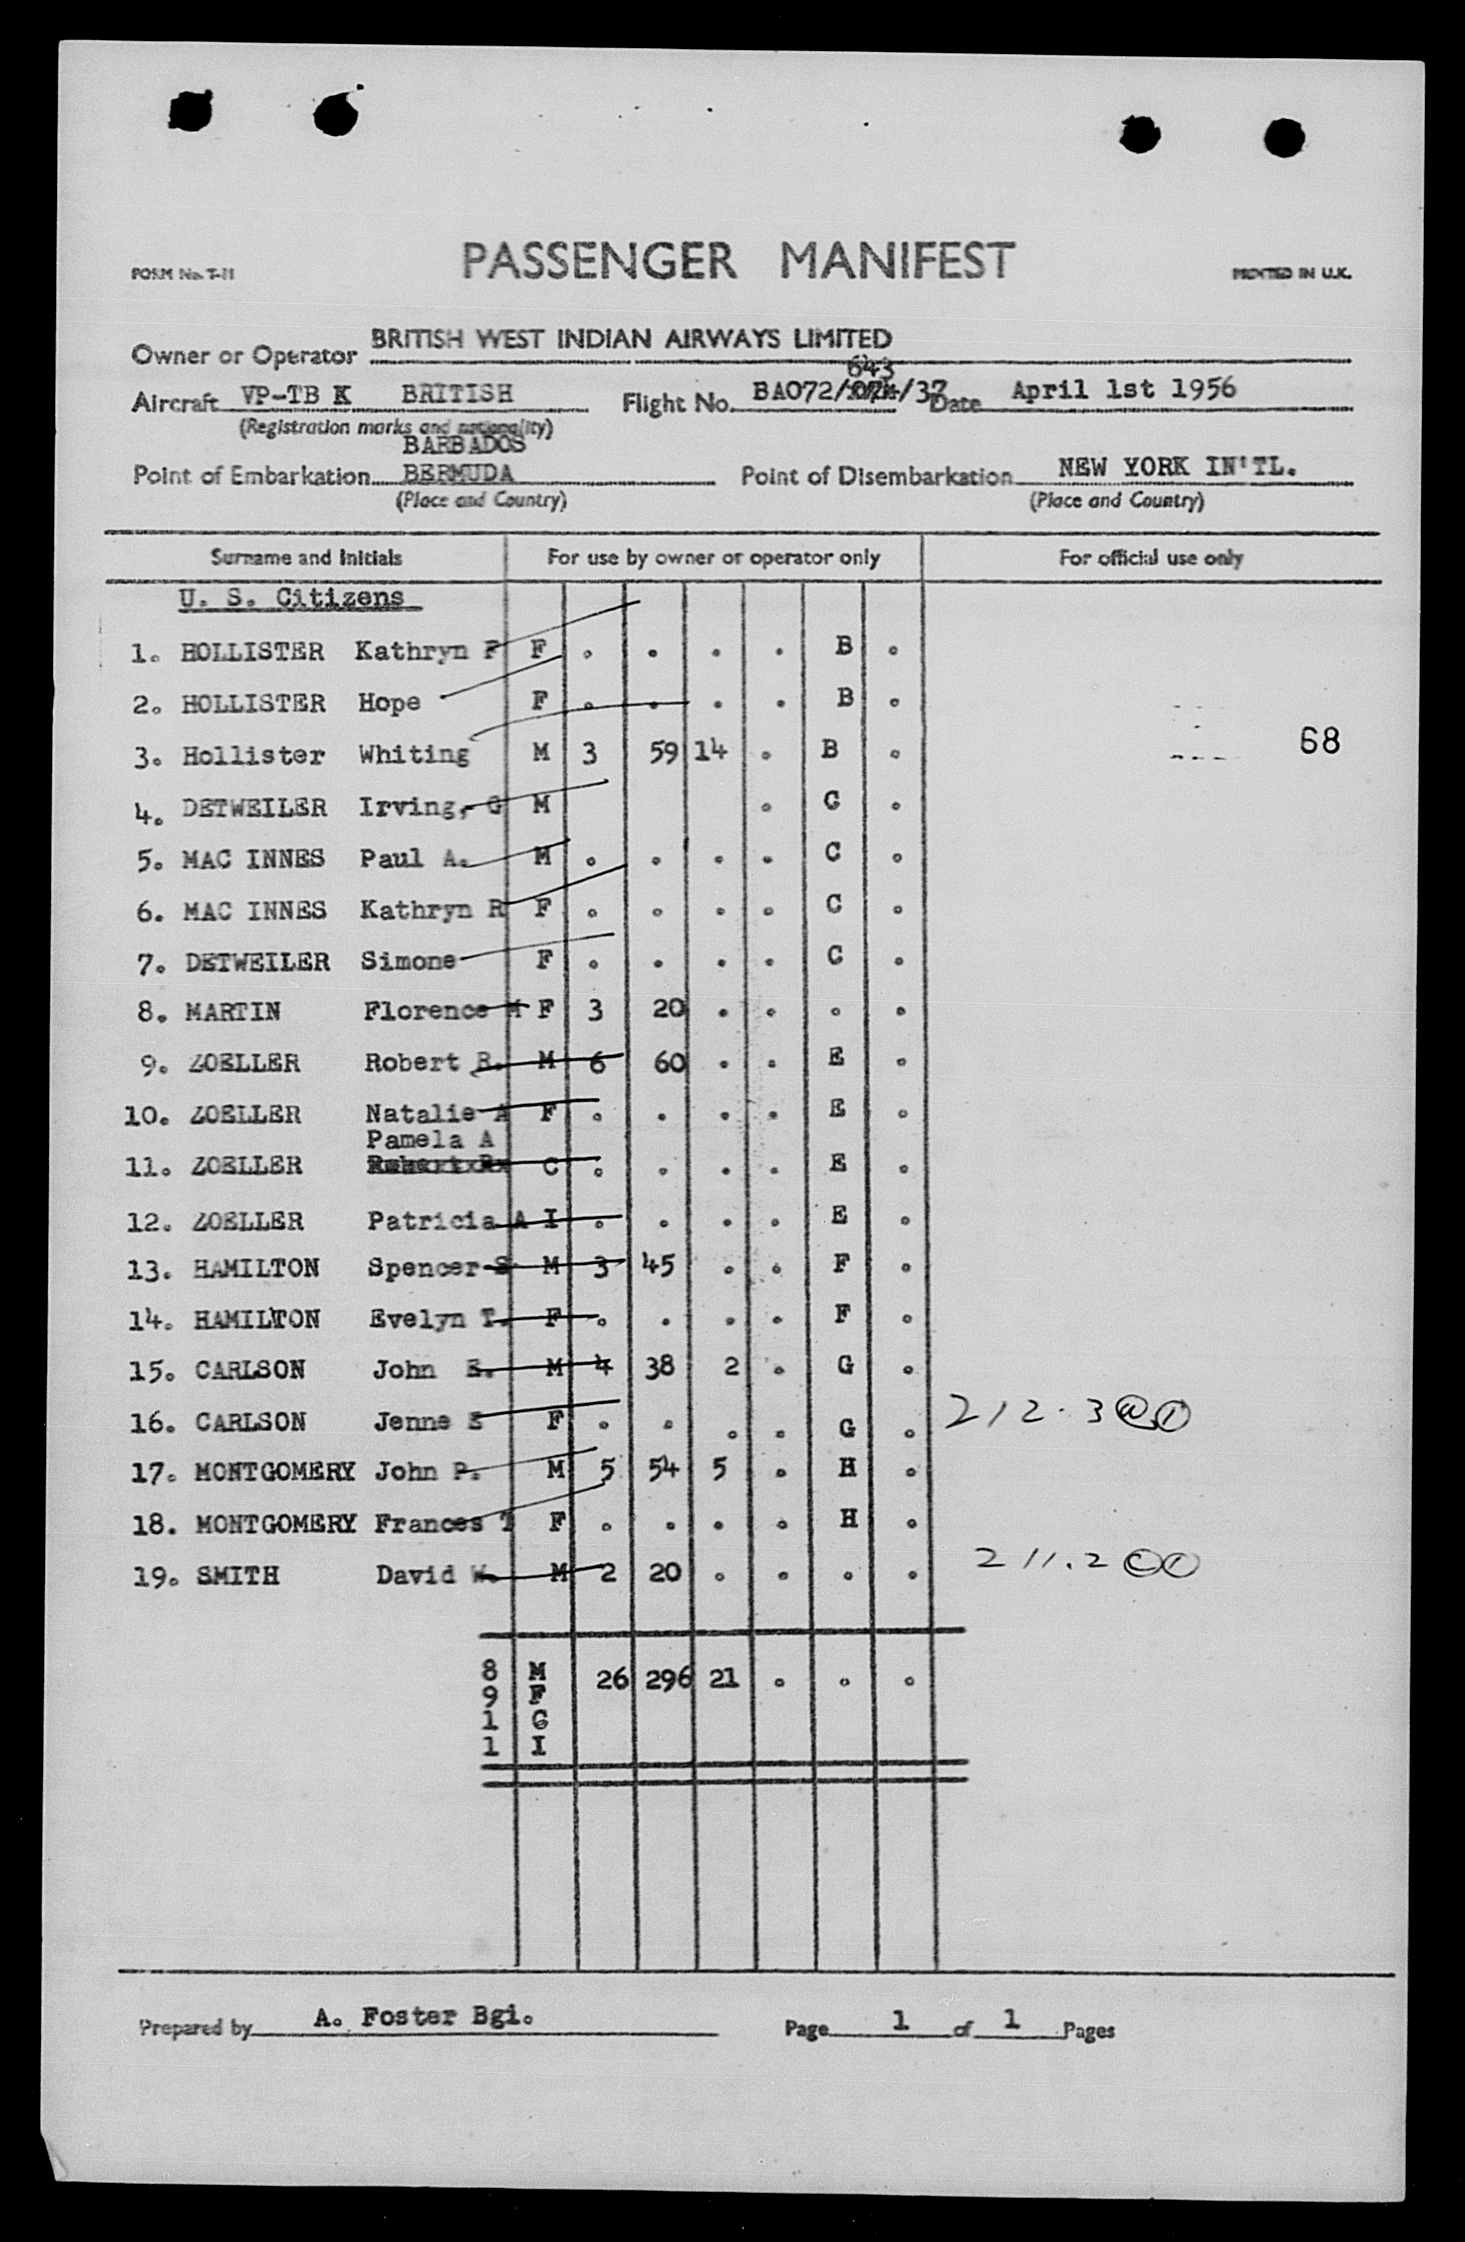 PASSENGER MANIFEST
FORM No. T-11
PRINTED IN U.K.
Owner or Operator BRITISH WEST INDIAN AIRWAYS LIMITED
643
Aircraft VP-TB K BRITISH Flight No. BA072/ /37 Date April 1st 1956
(Registration marks and nationality)
BARBADOS
Point of Embarkation BERMUDA Point of Disembarkation NEW YORK IN'TL.
(Place and Country) (Place and Country)
Surname and Initials For use by owner or operator only For official use only
U. S. Citizens
1. HOLLISTER Kathryn F F . . . . B .
2. HOLLISTER Hope F . . . . B .
3. Hollister Whiting M 3 59 14 . B .
68
4. DETWEILER Irving, G M . G .
5. MAC INNES Paul A. M . . . . C .
6. MAC INNES Kathryn R F . . . . C .
7. DETWEILER Simone F . . . . C .
8. MARTIN Florence M F 3 20 . . . .
9. ZOELLER Robert R. M 6 60 . . E .
10. ZOELLER Natalie A F . . . . E .
Pamela A
11. ZOELLER C . . . . E .
12. ZOELLER Patricia A I . . . . E .
13. HAMILTON Spencer S M 3 45 . . F .
14. HAMILTON Evelyn T. F . . . . F .
15. CARLSON John E. M 4 38 2 . G .
16. CARLSON Jenne E F . . . . G . 212.3
17. MONTGOMERY John P. M 5 54 5 . H .
18. MONTGOMERY Frances T F . . . . H .
19. SMITH David W. M 2 20 . . . . 211.2
8 M 26 296 21 . . .
9 F
1 C
1 I
Prepared by A. Foster Bgi. Page 1 of 1 Pages